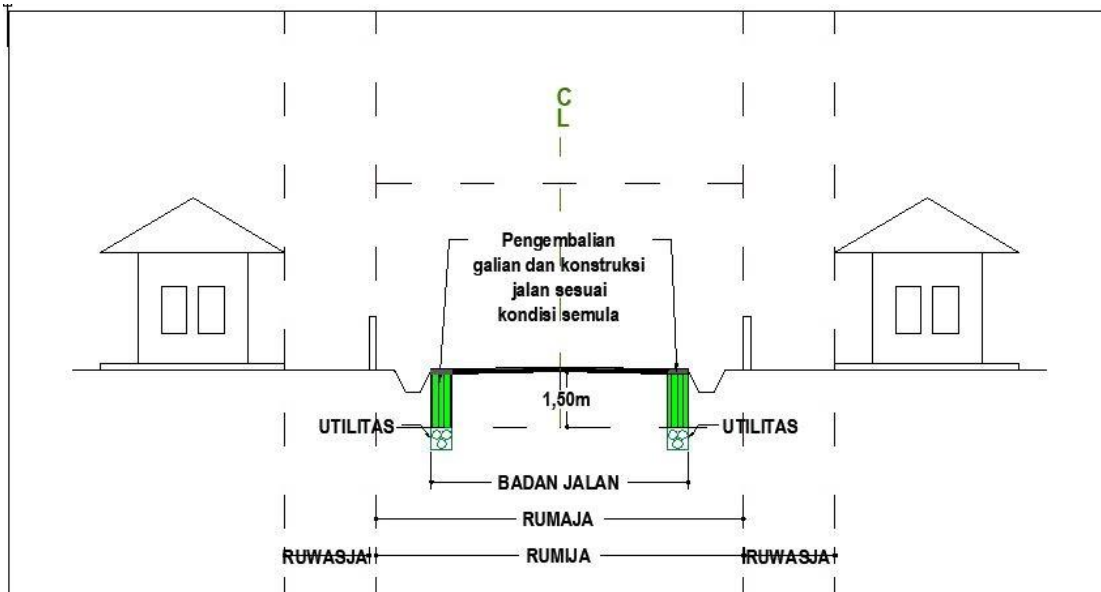 C
L
Pengembalian
galian dan konstruksi
jalan sesuai
kondisi semula
1,50m
UTILITAS
UTILITAS
BADAN JALAN
RUMAJA
RUWASJA
RUMIJA
RUWASJA